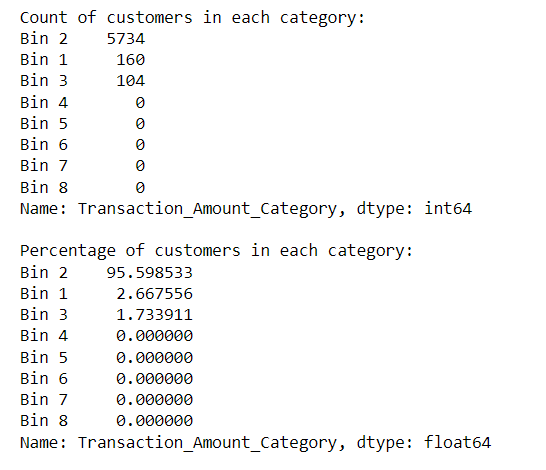 Count of customers in each category:
Bin 2    5734
Bin 1     160
Bin 3     104
Bin 4       0
Bin 5       0
Bin 6       0
Bin 7       0
Bin 8       0
Name: Transaction_Amount_Category, dtype: int64

Percentage of customers in each category:
Bin 2    95.598533
Bin 1     2.667556
Bin 3     1.733911
Bin 4     0.000000
Bin 5     0.000000
Bin 6     0.000000
Bin 7     0.000000
Bin 8     0.000000
Name: Transaction_Amount_Category, dtype: float64